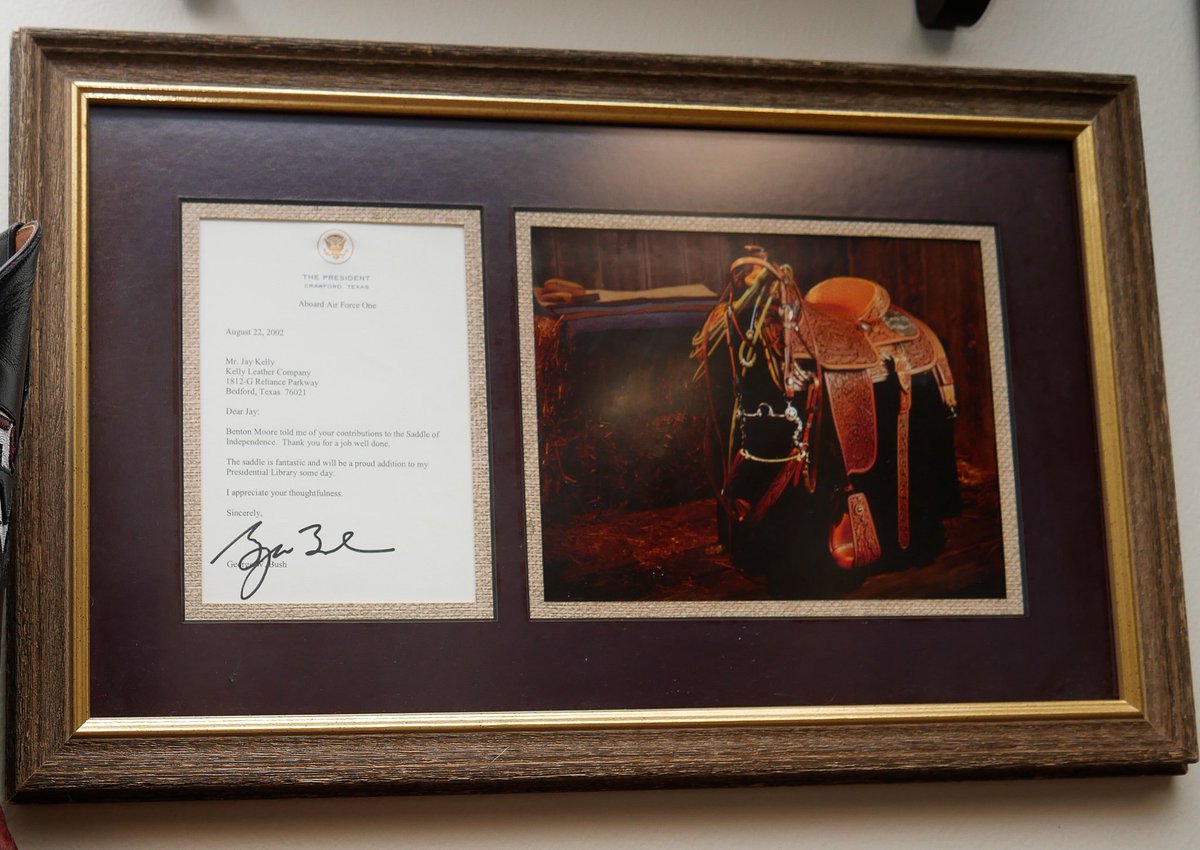 THE PRESIDENT
CRAWFORD, TEXAS
Aboard Air Force One
August 22, 2002
Mr. Jay Kelly
Kelly Leather Company
1812-G Reliance Parkway
Bedford, Texas 76021
Dear Jay:
Benton Moore told me of your contributions to the Saddle of
Independence. Thank you for a job well done.
The saddle is fantastic and will be a proud addition to my
Presidential Library some day.
I appreciate your thoughtfulness.
Sincerely,
George W. Bush